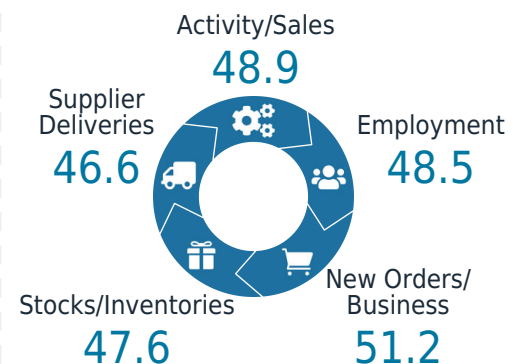 Activity/Sales
48.9
Supplier
Deliveries
46.6
Employment
48.5
Stocks/Inventories
47.6
New Orders/
Business
51.2